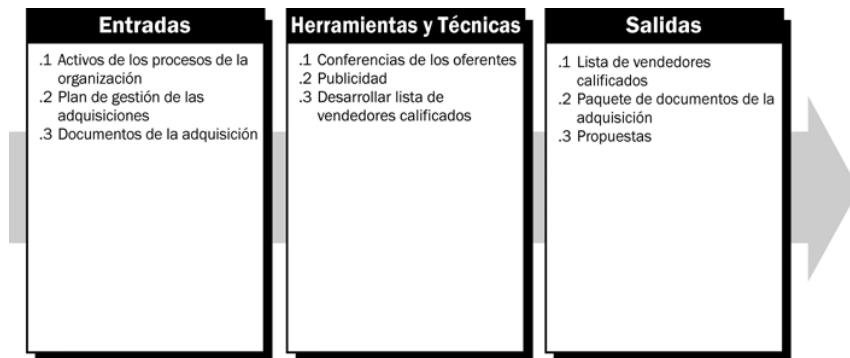 Entradas
.1 Activos de los procesos de la
organización
.2 Plan de gestión de las
adquisiciones
.3 Documentos de la adquisición
Herramientas y Técnicas
.1 Conferencias de los oferentes
.2 Publicidad
.3 Desarrollar lista de
vendedores calificados
Salidas
.1 Lista de vendedores
calificados
.2 Paquete de documentos de la
adquisición
.3 Propuestas